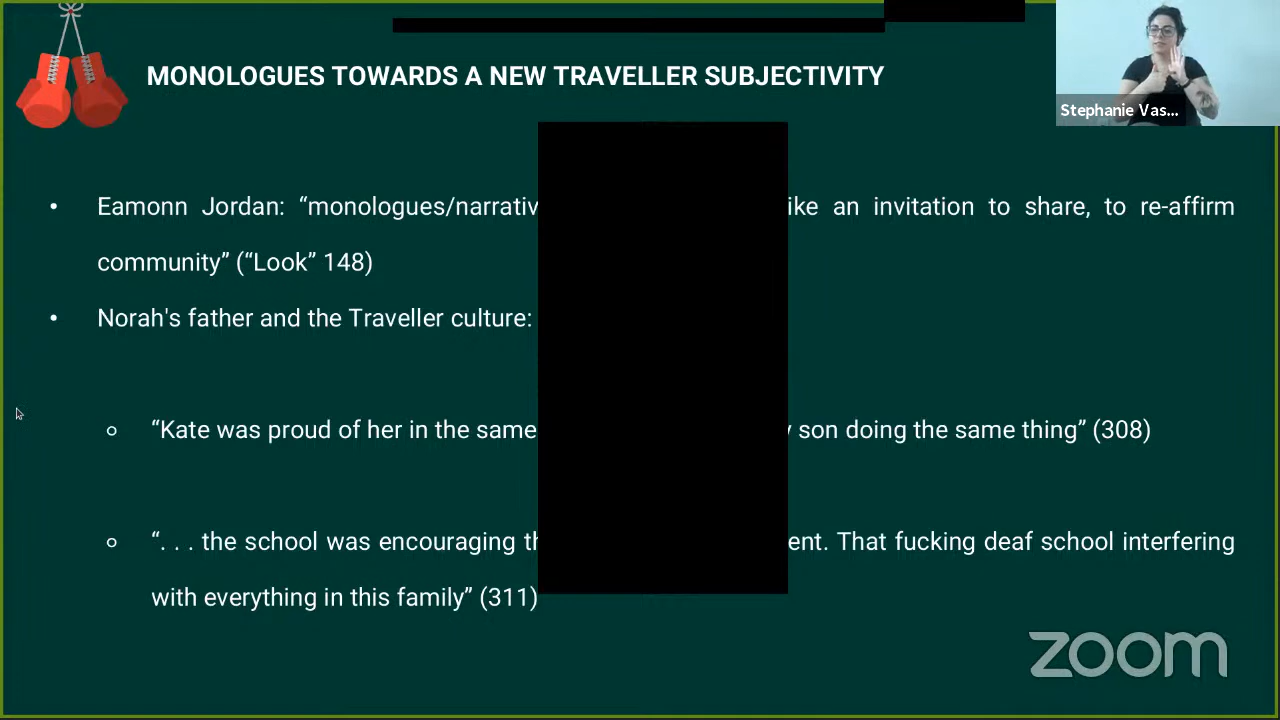 MONOLOGUES TOWARDS A NEW TRAVELLER SUBJECTIVITY
Stephanie Vas...
• Eamonn Jordan: “monologues/narrativ ike an invitation to share, to re-affirm
community” (“Look” 148)
• Norah's father and the Traveller culture:
“Kate was proud of her in the same son doing the same thing” (308)
“. . . the school was encouraging ent. That fucking deaf school interfering
with everything in this family” (311)
zoom